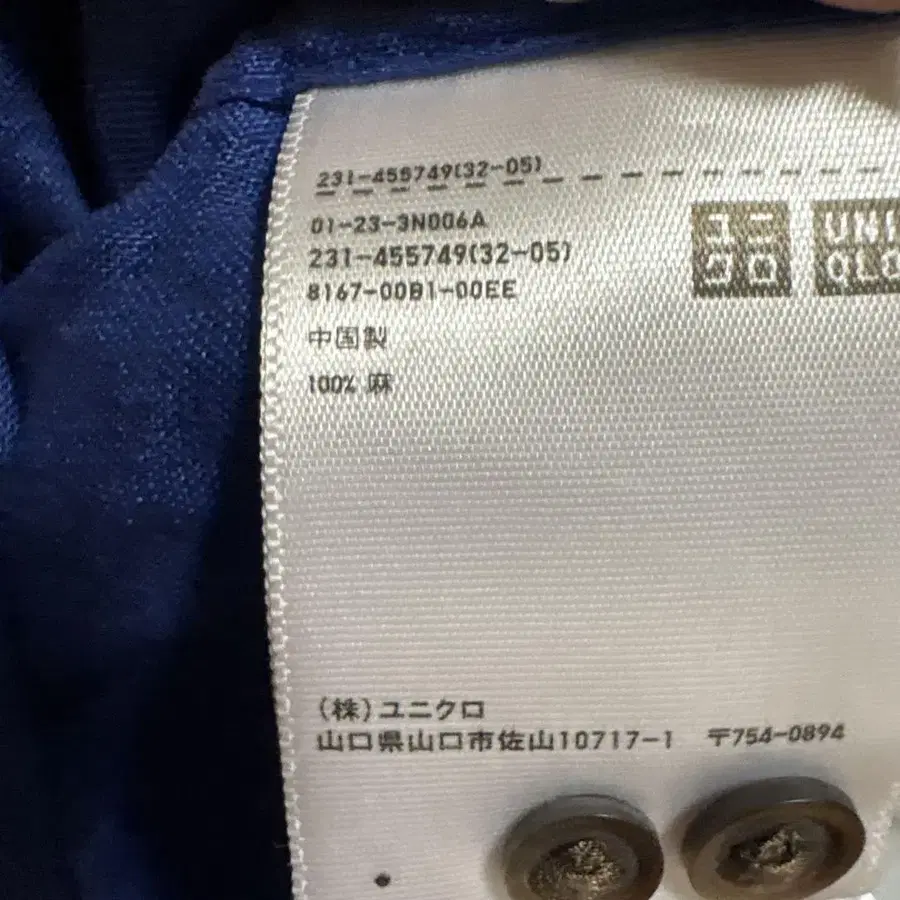 231-455749(32-05)
01-23-3N006A
231-455749(32-05)
8167-00B1-00EE
中国製
100% 麻
ユニ
クロ
UNI
QLO
(株)ユニクロ
山口県山口市佐山10717-1 〒754-0894